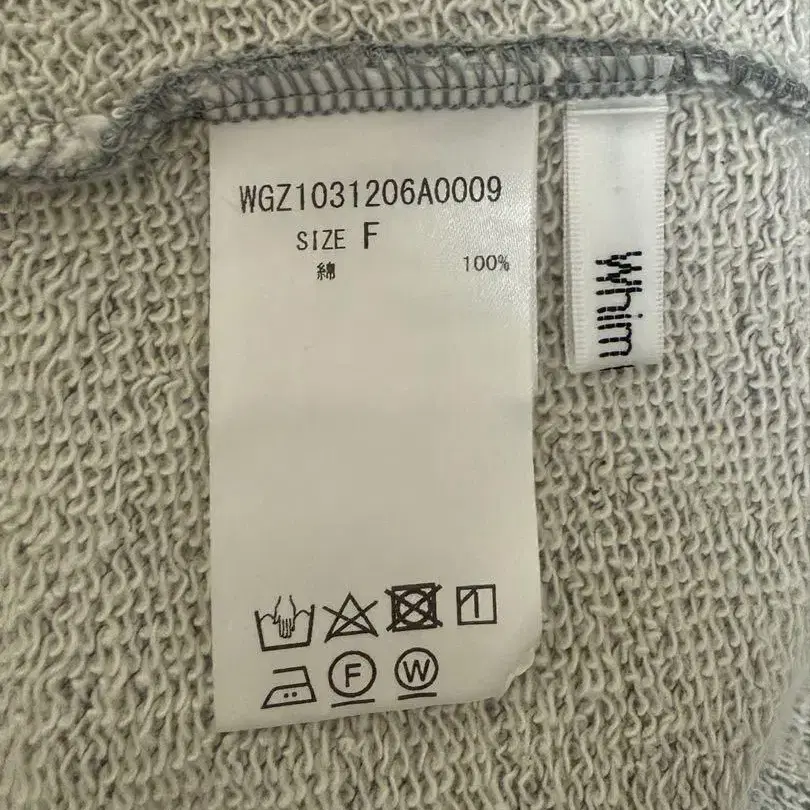 WGZ1031206A0009
SIZE F
綿 100%
F W
Whim